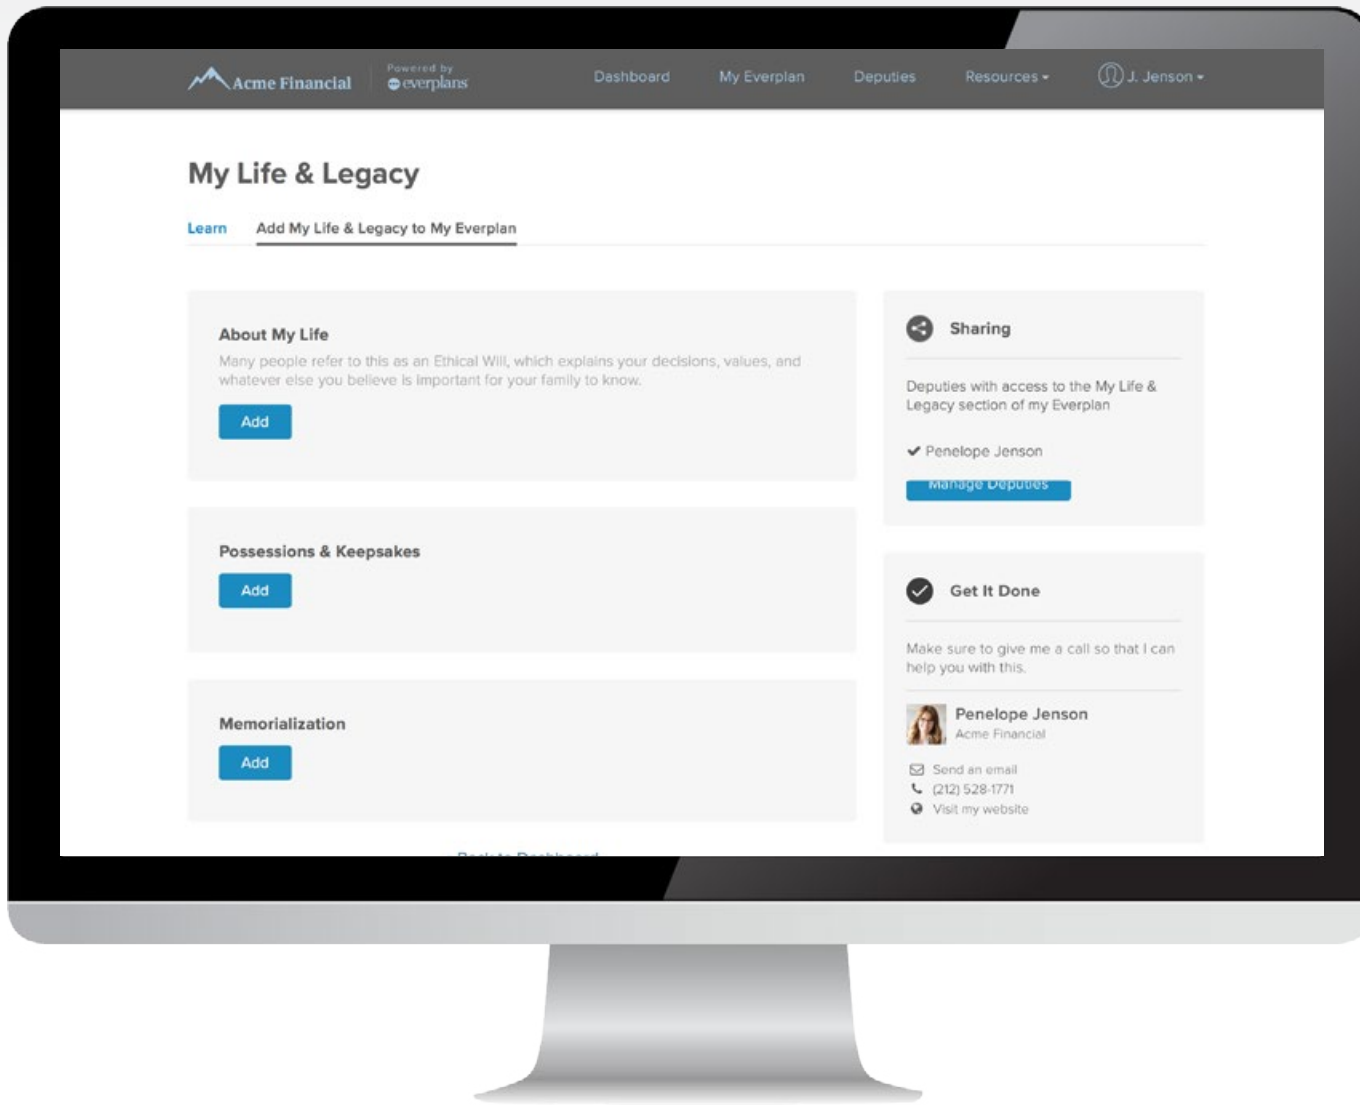 Acme Financial
Powered by
everplans
Dashboard
My Everplan
Deputies
Resources
J. Jenson
My Life & Legacy
Learn
Add My Life & Legacy to My Everplan
About My Life
Many people refer to this as an Ethical Will, which explains your decisions, values, and
whatever else you believe is important for your family to know.
Add
Possessions & Keepsakes
Add
Memorialization
Add
Back to Dashboard
Sharing
Deputies with access to the My Life &
Legacy section of my Everplan
Penelope Jenson
Manage Deputies
Get It Done
Make sure to give me a call so that I can
help you with this.
Penelope Jenson
Acme Financial
Send an email
(212) 528-1771
Visit my website